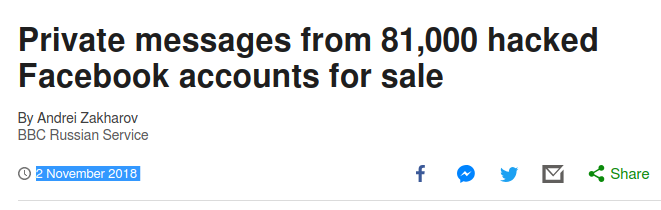 Private messages from 81,000 hacked
Facebook accounts for sale
By Andrei Zakharov
BBC Russian Service
2 November 2018
Share